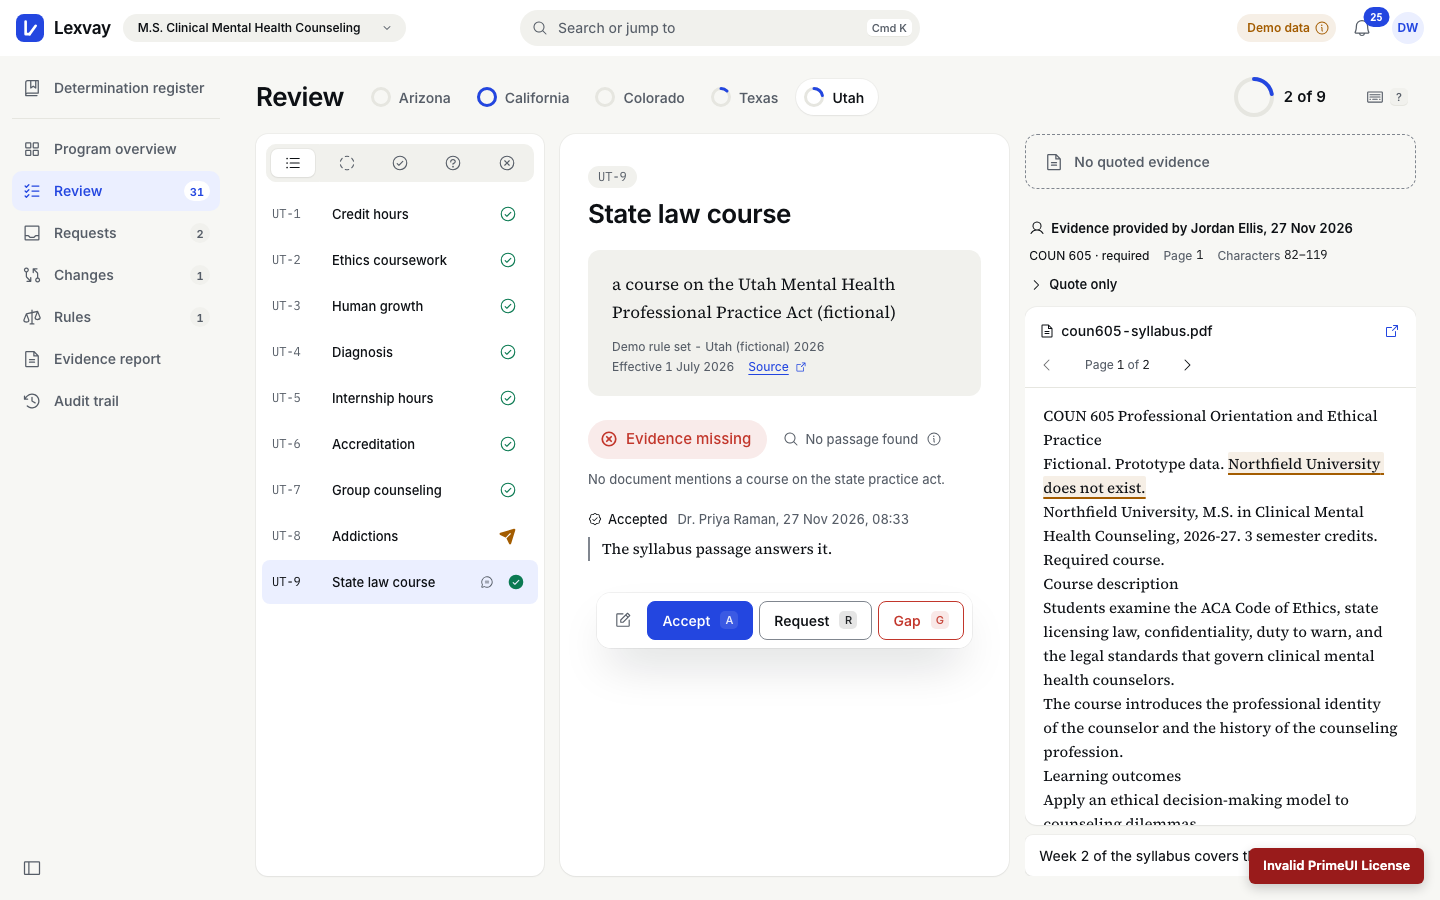 Lexvay
M.S. Clinical Mental Health Counseling
Search or jump to
Cmd K
Demo data
25
DW
Determination register
Program overview
Review
31
Requests
2
Changes
1
Rules
1
Evidence report
Audit trail
Review
Arizona
California
Colorado
Texas
Utah
2 of 9
?
UT-1 Credit hours
UT-2 Ethics coursework
UT-3 Human growth
UT-4 Diagnosis
UT-5 Internship hours
UT-6 Accreditation
UT-7 Group counseling
UT-8 Addictions
UT-9 State law course
UT-9
State law course
a course on the Utah Mental Health
Professional Practice Act (fictional)
Demo rule set - Utah (fictional) 2026
Effective 1 July 2026 Source
Evidence missing
No passage found
No document mentions a course on the state practice act.
Accepted Dr. Priya Raman, 27 Nov 2026, 08:33
The syllabus passage answers it.
Accept A
Request R
Gap G
No quoted evidence
Evidence provided by Jordan Ellis, 27 Nov 2026
COUN 605 · required Page 1 Characters 82–119
Quote only
coun605-syllabus.pdf
Page 1 of 2
COUN 605 Professional Orientation and Ethical
Practice
Fictional. Prototype data. Northfield University
does not exist.
Northfield University, M.S. in Clinical Mental
Health Counseling, 2026-27. 3 semester credits.
Required course.
Course description
Students examine the ACA Code of Ethics, state
licensing law, confidentiality, duty to warn, and
the legal standards that govern clinical mental
health counselors.
The course introduces the professional identity
of the counselor and the history of the counseling
profession.
Learning outcomes
Apply an ethical decision-making model to
counseling dilemmas
Week 2 of the syllabus covers
Invalid PrimeUI License